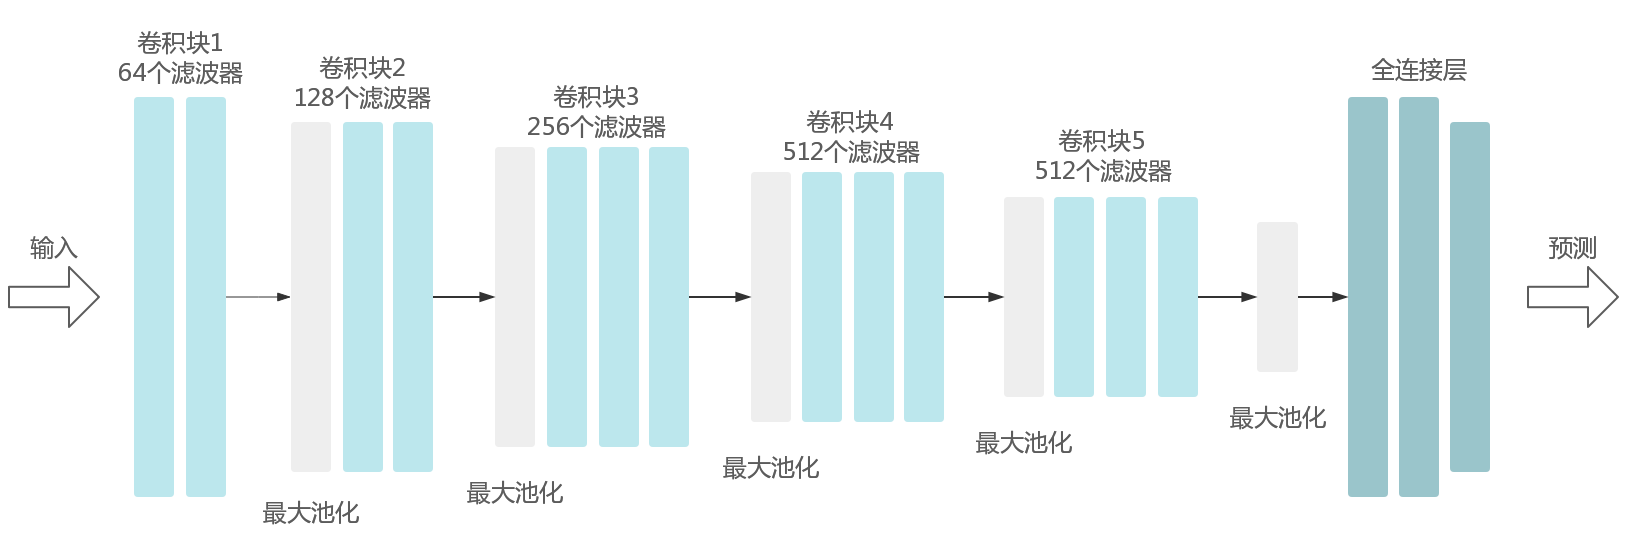 输入
卷积块1
64个滤波器
最大池化
卷积块2
128个滤波器
最大池化
卷积块3
256个滤波器
最大池化
卷积块4
512个滤波器
最大池化
卷积块5
512个滤波器
最大池化
全连接层
预测